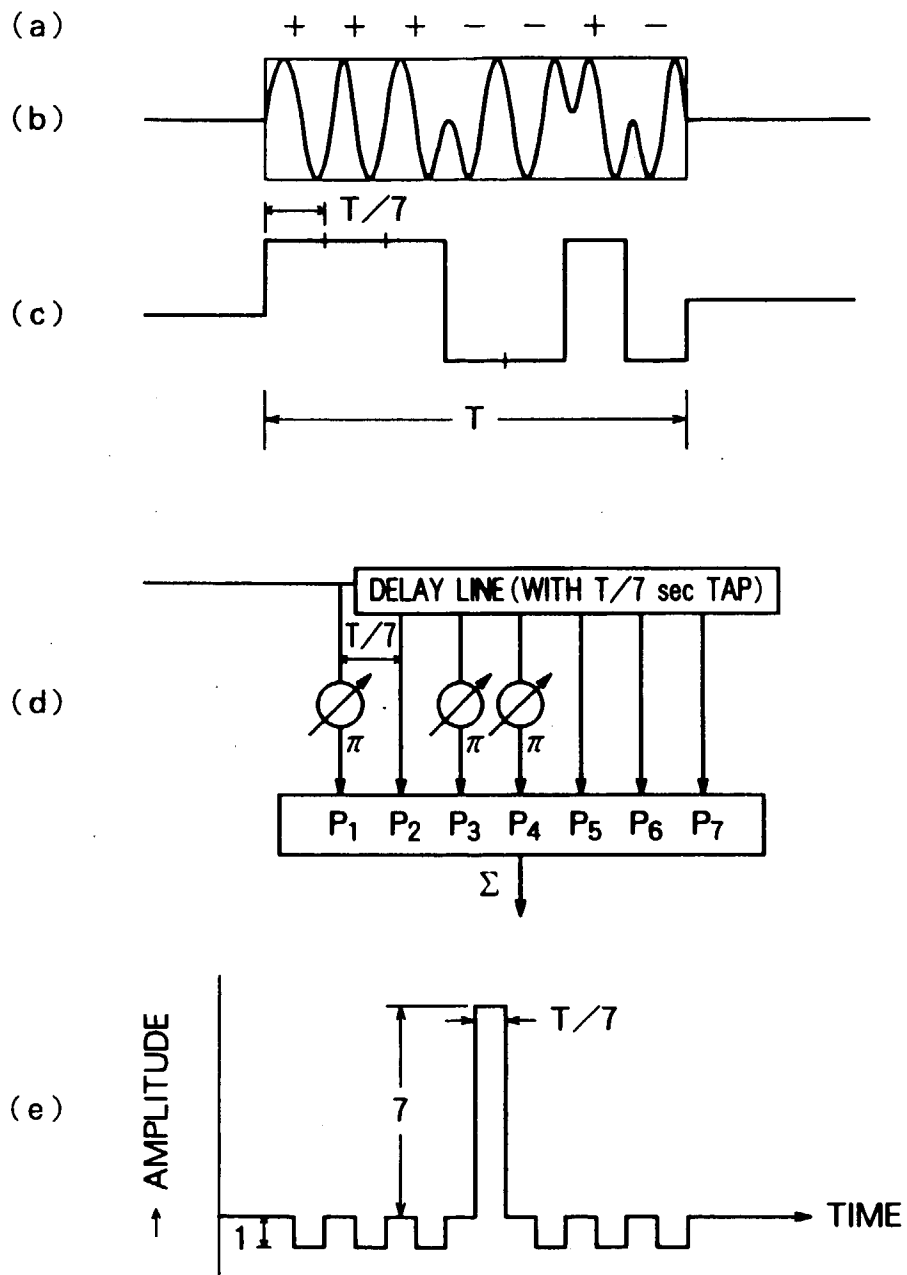 (a) + + + - - + -
(b)
T/7
(c)
T
DELAY LINE (WITH T/7 sec TAP)
T/7
(d)
π π π
P1 P2 P3 P4 P5 P6 P7
Σ
(e)
→ AMPLITUDE
T/7
7
1
TIME